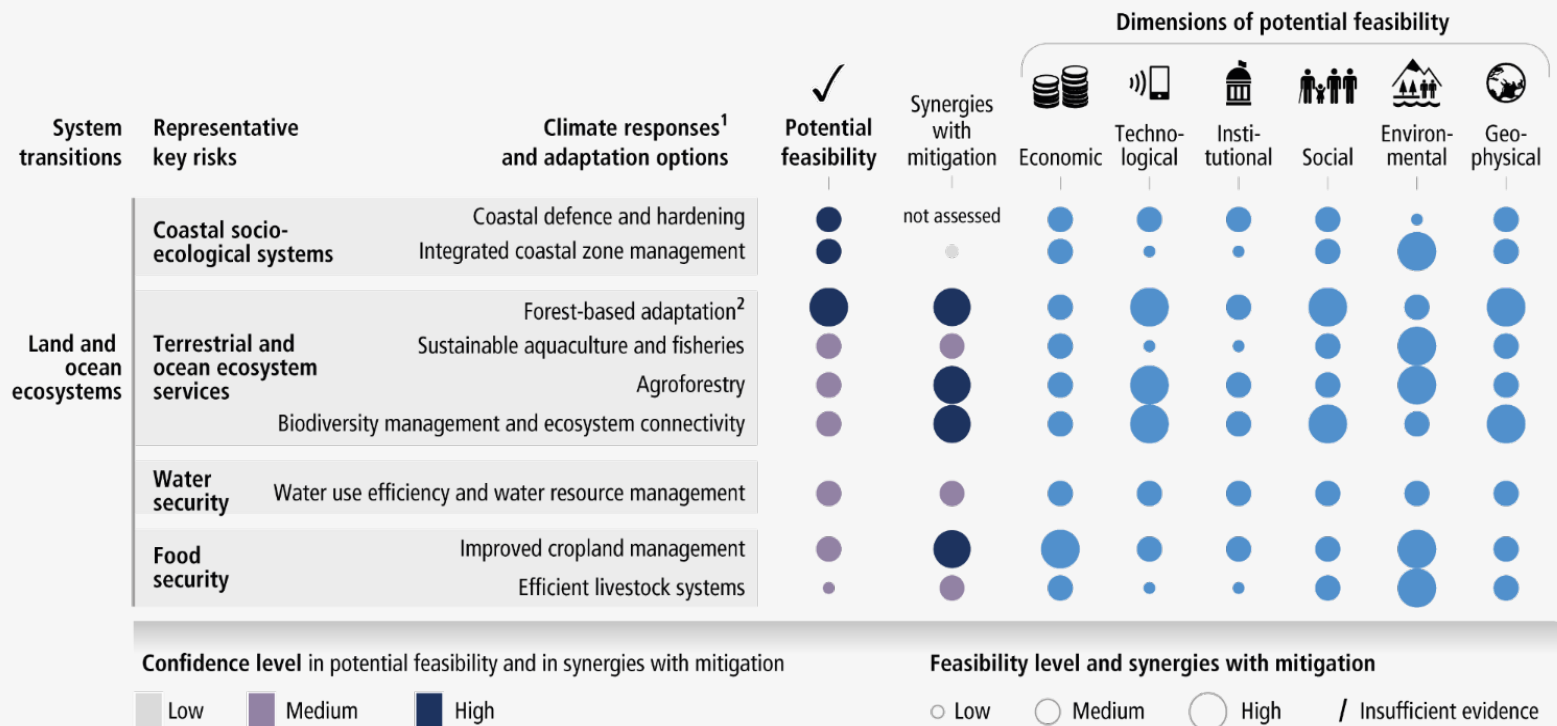 Dimensions of potential feasibility
System
transitions
Representative
key risks
Climate responses¹
and adaptation options
Potential
feasibility
Synergies
with
mitigation
Economic
Techno-
logical
Insti-
tutional
Social
Environ-
mental
Geo-
physical
Land and
ocean
ecosystems
Coastal socio-
ecological systems
Coastal defence and hardening
not assessed
Integrated coastal zone management
Terrestrial and
ocean ecosystem
services
Forest-based adaptation²
Sustainable aquaculture and fisheries
Agroforestry
Biodiversity management and ecosystem connectivity
Water
security
Water use efficiency and water resource management
Food
security
Improved cropland management
Efficient livestock systems
Confidence level in potential feasibility and in synergies with mitigation
Low
Medium
High
Feasibility level and synergies with mitigation
Low
Medium
High
/ Insufficient evidence